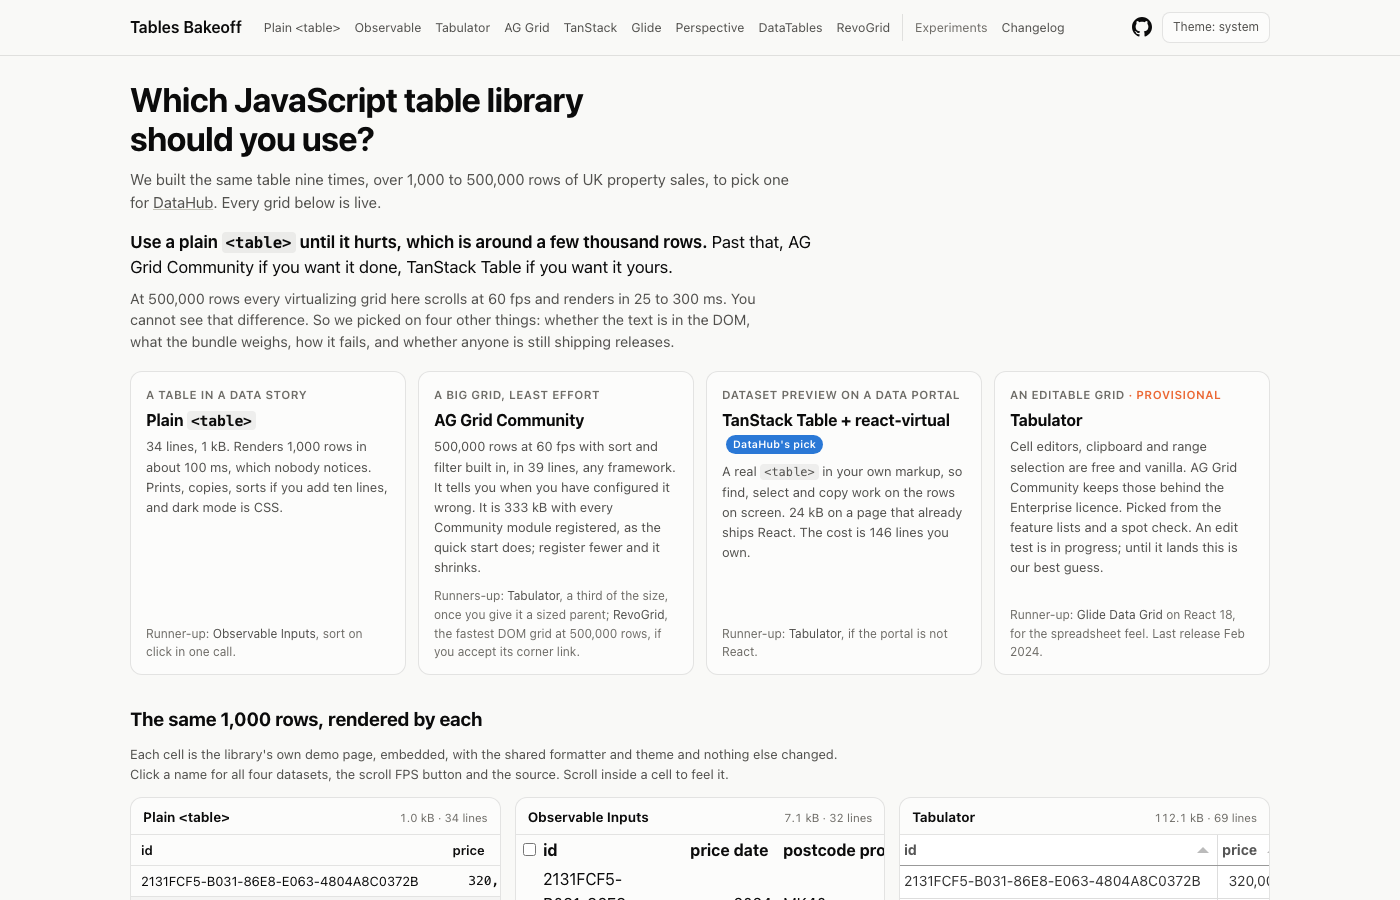 Tables Bakeoff Plain <table> Observable Tabulator AG Grid TanStack Glide Perspective DataTables RevoGrid Experiments Changelog Theme: system
Which JavaScript table library
should you use?
We built the same table nine times, over 1,000 to 500,000 rows of UK property sales, to pick one
for DataHub. Every grid below is live.
Use a plain <table> until it hurts, which is around a few thousand rows. Past that, AG
Grid Community if you want it done, TanStack Table if you want it yours.
At 500,000 rows every virtualizing grid here scrolls at 60 fps and renders in 25 to 300 ms. You
cannot see that difference. So we picked on four other things: whether the text is in the DOM,
what the bundle weighs, how it fails, and whether anyone is still shipping releases.
A TABLE IN A DATA STORY
Plain <table>
34 lines, 1 kB. Renders 1,000 rows in
about 100 ms, which nobody notices.
Prints, copies, sorts if you add ten lines,
and dark mode is CSS.
Runner-up: Observable Inputs, sort on
click in one call.
A BIG GRID, LEAST EFFORT
AG Grid Community
500,000 rows at 60 fps with sort and
filter built in, in 39 lines, any framework.
It tells you when you have configured it
wrong. It is 333 kB with every
Community module registered, as the
quick start does; register fewer and it
shrinks.
Runners-up: Tabulator, a third of the size,
once you give it a sized parent; RevoGrid,
the fastest DOM grid at 500,000 rows, if
you accept its corner link.
DATASET PREVIEW ON A DATA PORTAL
TanStack Table + react-virtual
DataHub's pick
A real <table> in your own markup, so
find, select and copy work on the rows
on screen. 24 kB on a page that already
ships React. The cost is 146 lines you
own.
Runner-up: Tabulator, if the portal is not
React.
AN EDITABLE GRID · PROVISIONAL
Tabulator
Cell editors, clipboard and range
selection are free and vanilla. AG Grid
Community keeps those behind the
Enterprise licence. Picked from the
feature lists and a spot check. An edit
test is in progress; until it lands this is
our best guess.
Runner-up: Glide Data Grid on React 18,
for the spreadsheet feel. Last release Feb
2024.
The same 1,000 rows, rendered by each
Each cell is the library's own demo page, embedded, with the shared formatter and theme and nothing else changed.
Click a name for all four datasets, the scroll FPS button and the source. Scroll inside a cell to feel it.
Plain <table> 1.0 kB · 34 lines
id price
2131FCF5-B031-86E8-E063-4804A8C0372B 320,
Observable Inputs 7.1 kB · 32 lines
id price date postcode pro
2131FCF5-
Tabulator 112.1 kB · 69 lines
id price
2131FCF5-B031-86E8-E063-4804A8C0372B 320,00